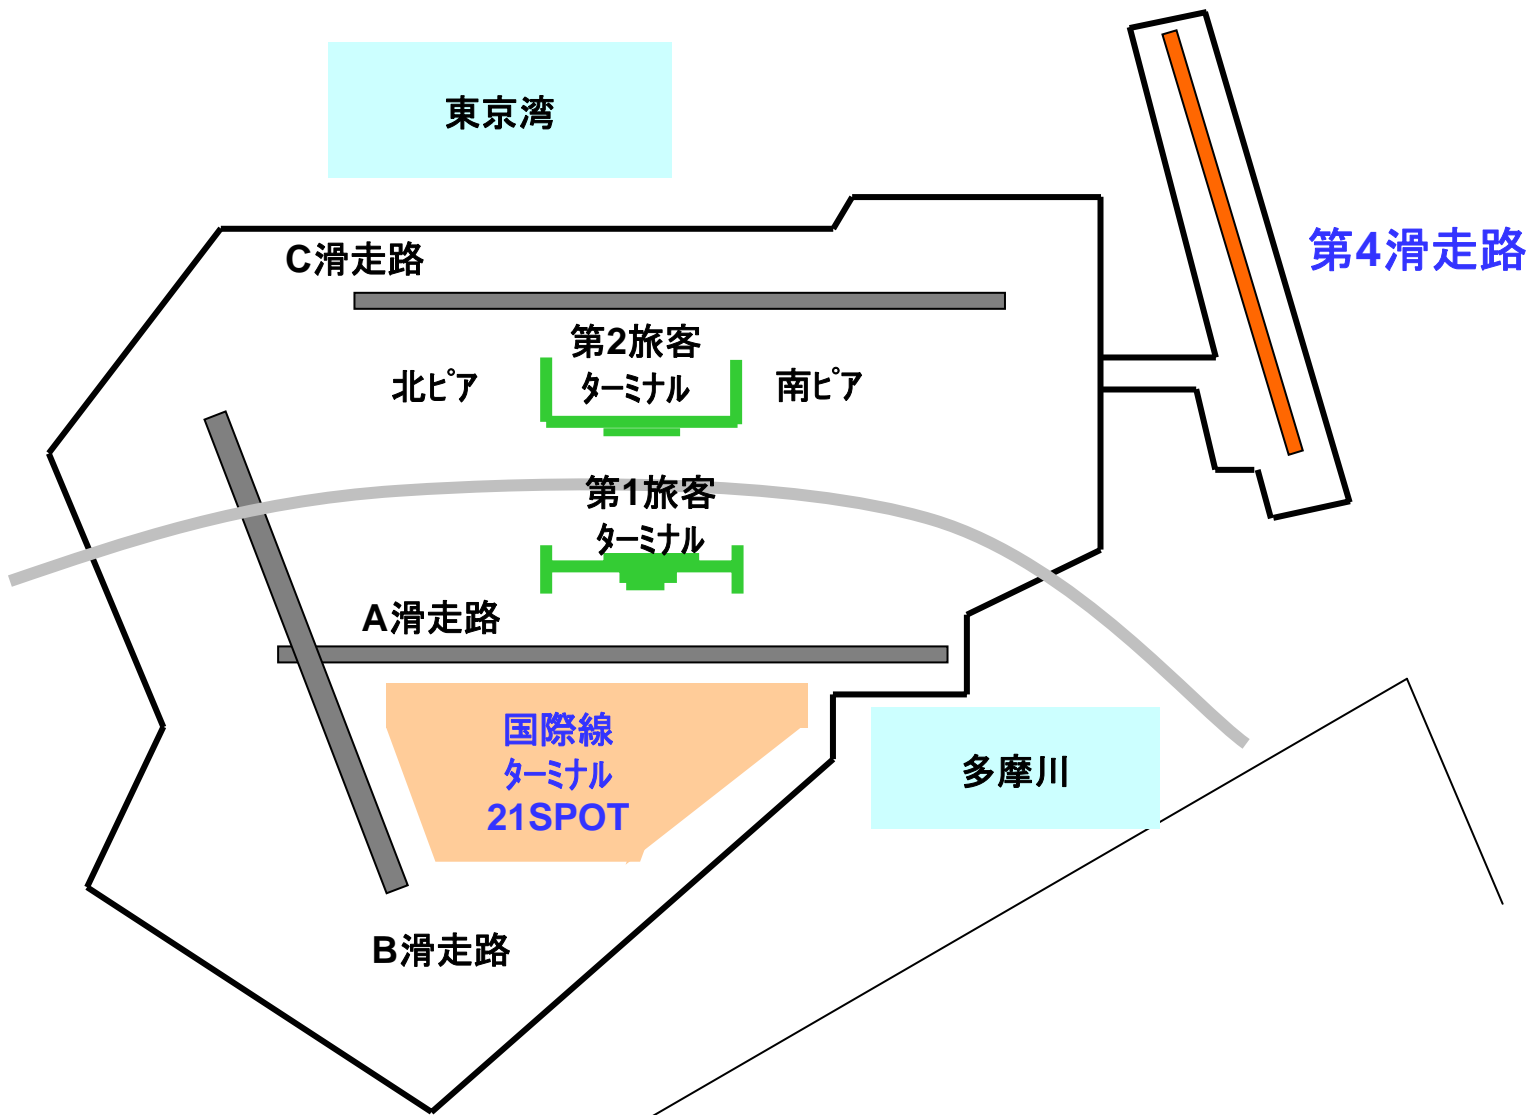 東京湾
第4滑走路
C滑走路
第2旅客
ﾀｰﾐﾅﾙ
北ﾋﾟｱ
南ﾋﾟｱ
第1旅客
ﾀｰﾐﾅﾙ
A滑走路
国際線
ﾀｰﾐﾅﾙ
21SPOT
多摩川
B滑走路